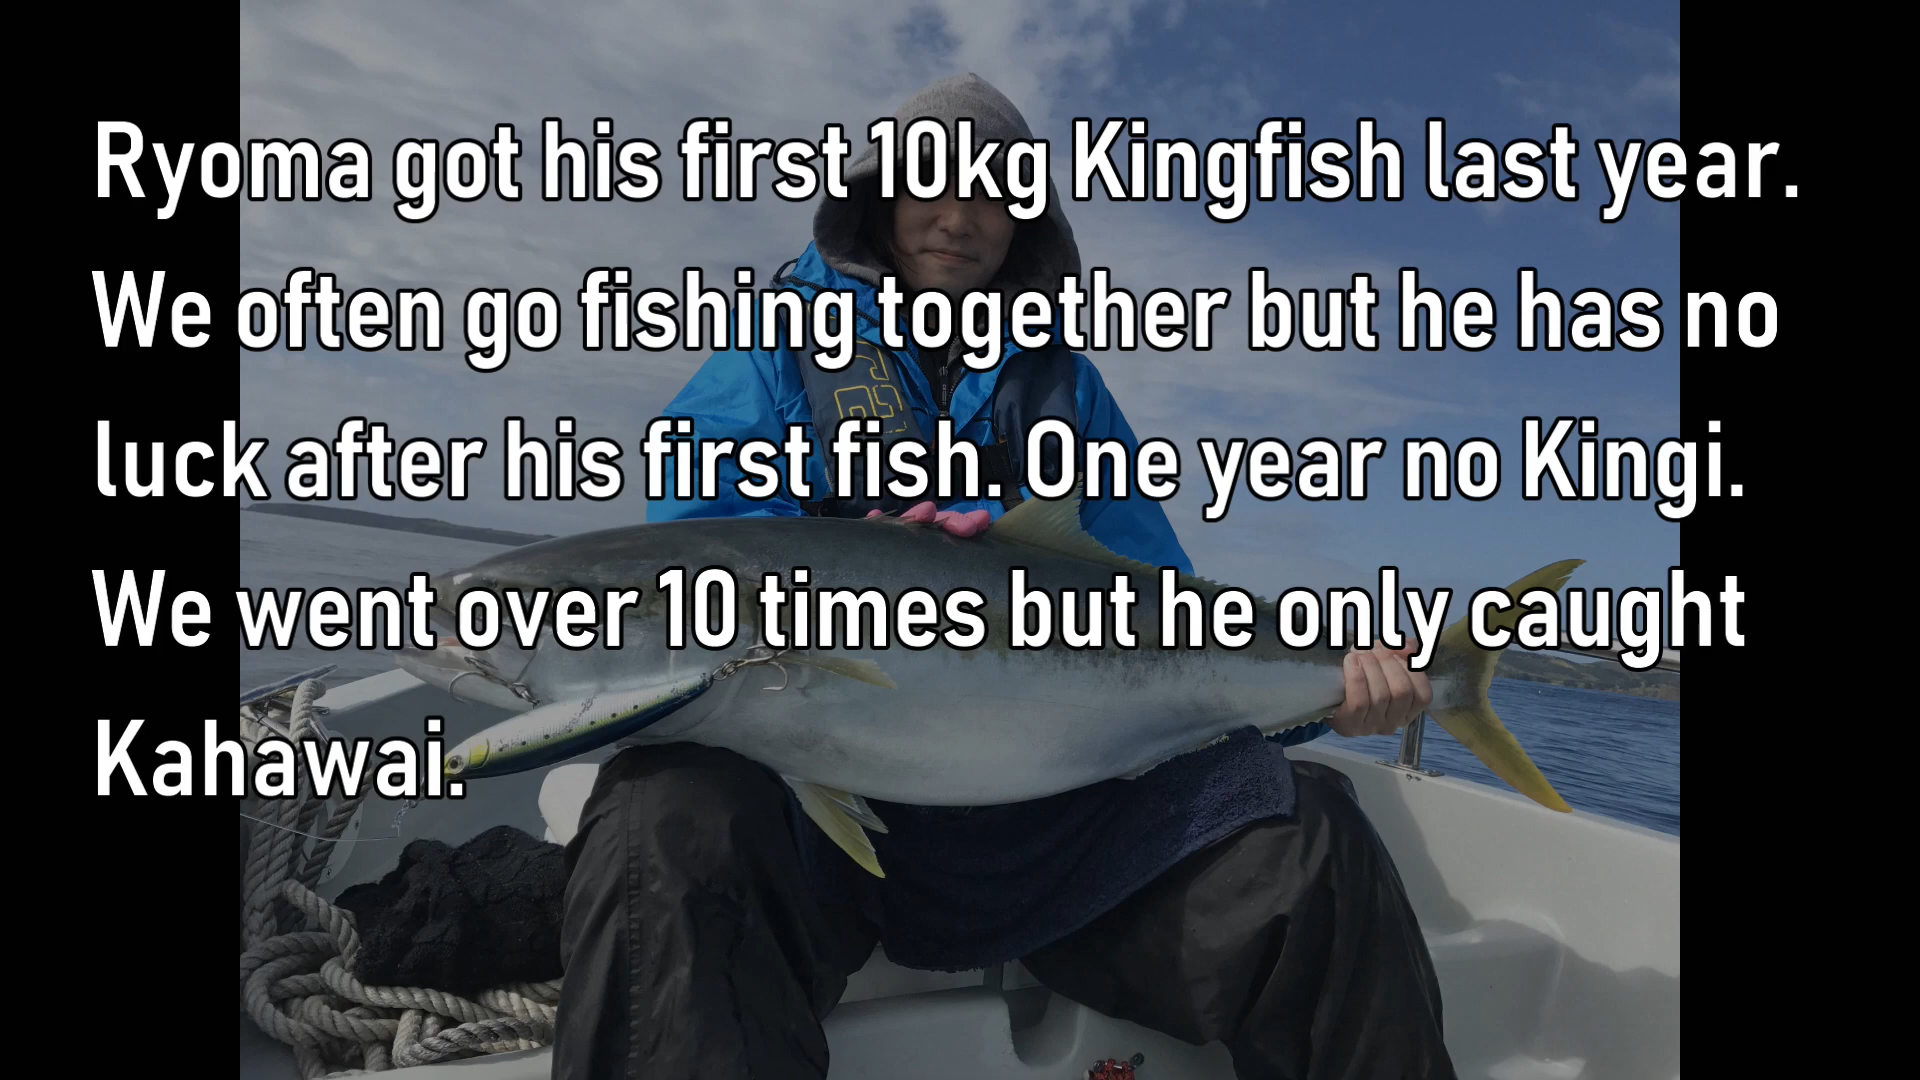 Ryoma got his first 10kg Kingfish last year.
We often go fishing together but he has no
luck after his first fish. One year no Kingi.
We went over 10 times but he only caught
Kahawai.